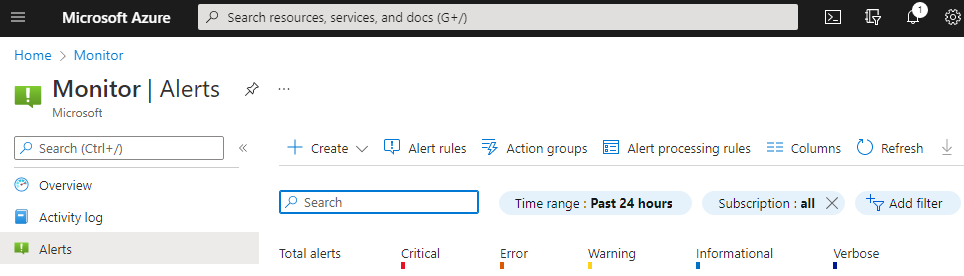 Microsoft Azure
Search resources, services, and docs (G+/)
1
Home > Monitor
Monitor | Alerts
...
Microsoft
Search (Ctrl+/)
«
Create
Alert rules
Action groups
Alert processing rules
Columns
Refresh
Overview
Search
Time range : Past 24 hours
Subscription : all
Add filter
Activity log
Alerts
Total alerts
Critical
Error
Warning
Informational
Verbose